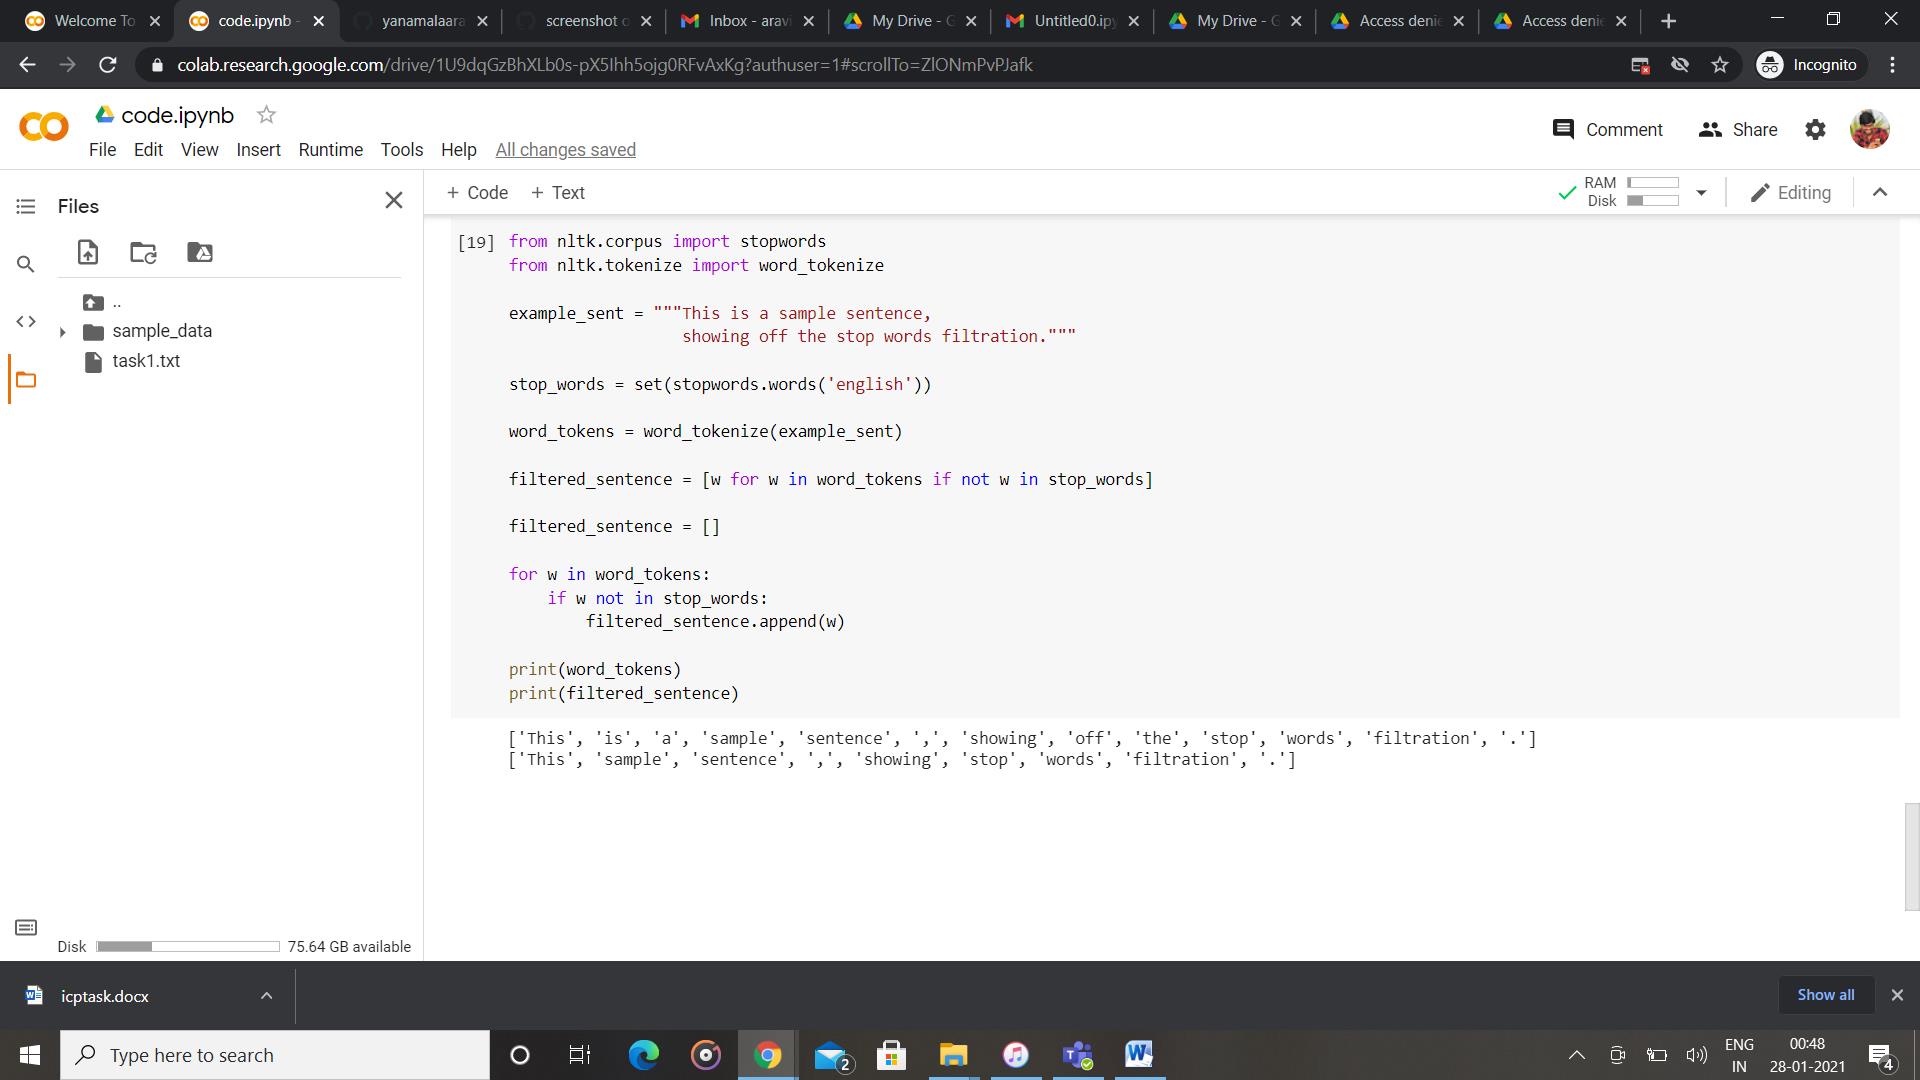 Welcome To
code.ipynb -
yanamalaara
screenshot o
Inbox - aravi
My Drive - G
Untitled0.ip
My Drive - G
Access denie
Access denie
colab.research.google.com/drive/1U9dqGzBhXLb0s-pX5Ihh5ojg0RFvAxKg?authuser=1#scrollTo=ZlONmPvPJafk
Incognito
code.ipynb
Comment
Share
File Edit View Insert Runtime Tools Help All changes saved
Files
+ Code + Text
RAM
Disk
Editing
..
sample_data
task1.txt
[19] from nltk.corpus import stopwords
from nltk.tokenize import word_tokenize
example_sent = """This is a sample sentence,
showing off the stop words filtration."""
stop_words = set(stopwords.words('english'))
word_tokens = word_tokenize(example_sent)
filtered_sentence = [w for w in word_tokens if not w in stop_words]
filtered_sentence = []
for w in word_tokens:
if w not in stop_words:
filtered_sentence.append(w)
print(word_tokens)
print(filtered_sentence)
['This', 'is', 'a', 'sample', 'sentence', ',', 'showing', 'off', 'the', 'stop', 'words', 'filtration', '.']
['This', 'sample', 'sentence', ',', 'showing', 'stop', 'words', 'filtration', '.']
Disk 75.64 GB available
icptask.docx
Show all
Type here to search
2
ENG
IN
00:48
28-01-2021
4